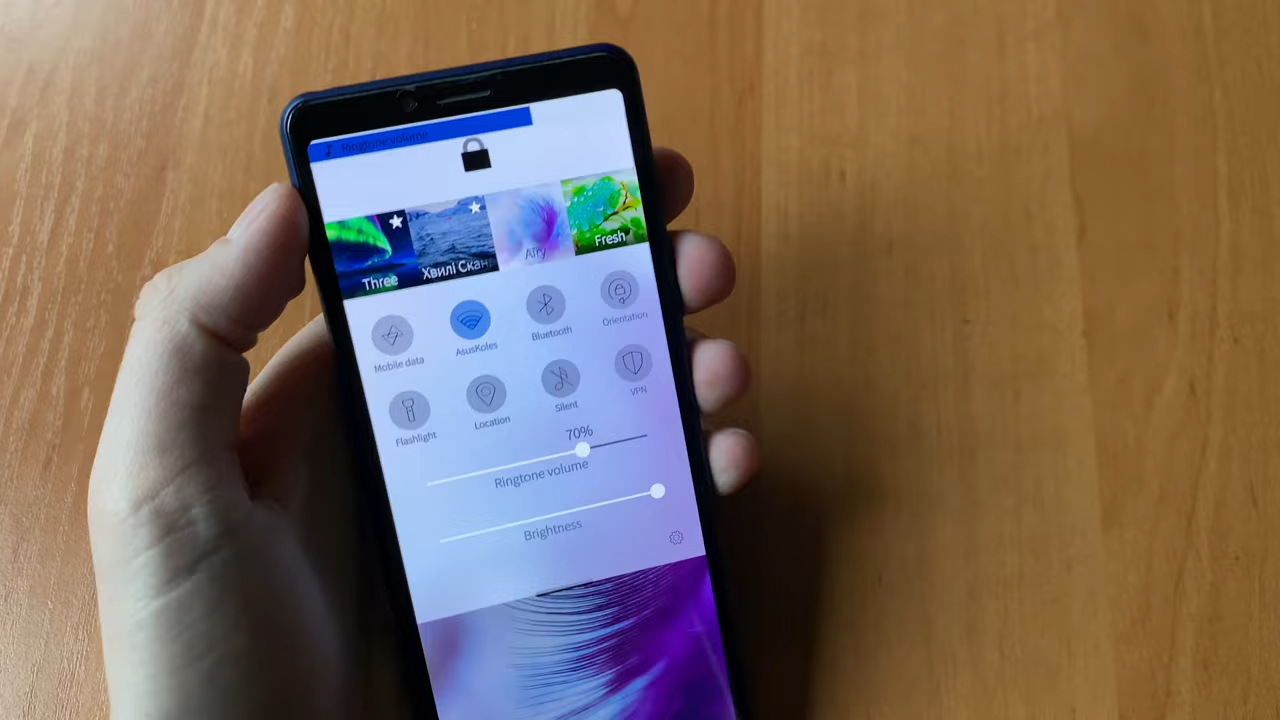 Ringtone volume
Three
Хвилі Скан
Airy
Fresh
Mobile data
AsusKoles
Bluetooth
Orientation
Flashlight
Location
Silent
VPN
70%
Ringtone volume
Brightness